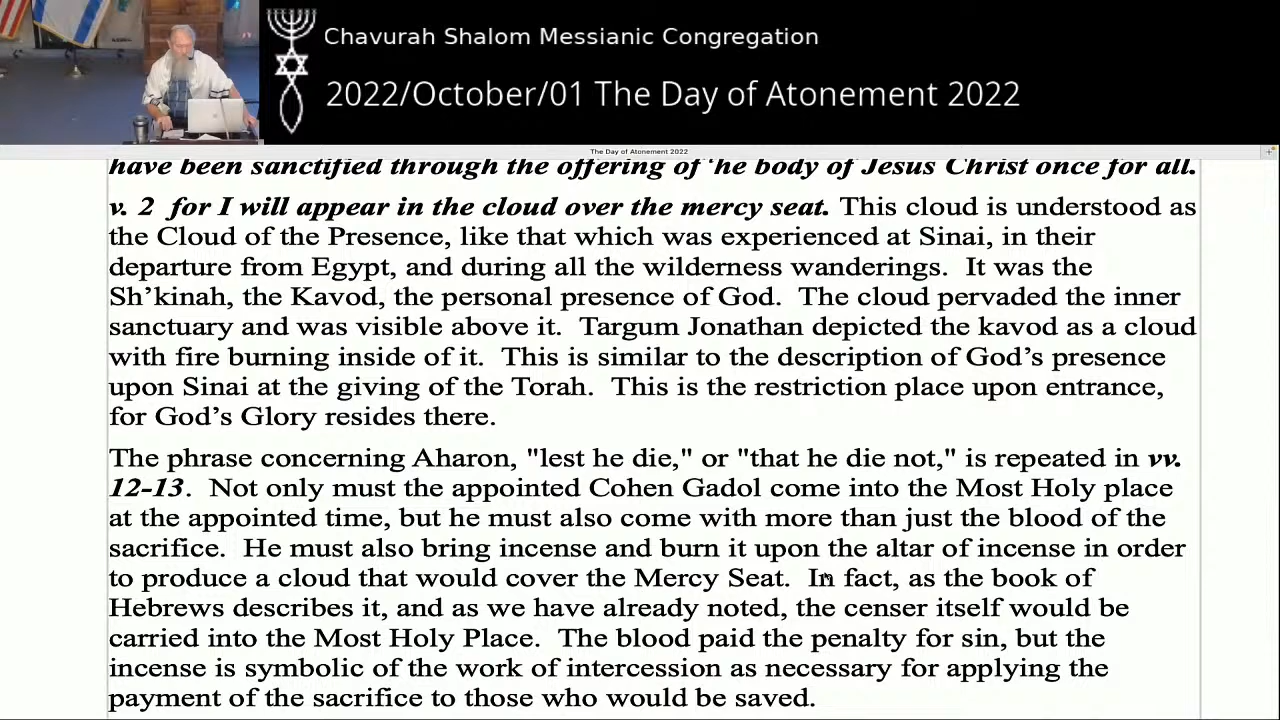 Chavurah Shalom Messianic Congregation
2022/October/01 The Day of Atonement 2022
The Day of Atonement 2022
have been sanctified through the offering of the body of Jesus Christ once for all.
v. 2 for I will appear in the cloud over the mercy seat. This cloud is understood as
the Cloud of the Presence, like that which was experienced at Sinai, in their
departure from Egypt, and during all the wilderness wanderings. It was the
Sh’kinah, the Kavod, the personal presence of God. The cloud pervaded the inner
sanctuary and was visible above it. Targum Jonathan depicted the kavod as a cloud
with fire burning inside of it. This is similar to the description of God’s presence
upon Sinai at the giving of the Torah. This is the restriction place upon entrance,
for God’s Glory resides there.
The phrase concerning Aharon, "lest he die," or "that he die not," is repeated in vv.
12-13. Not only must the appointed Cohen Gadol come into the Most Holy place
at the appointed time, but he must also come with more than just the blood of the
sacrifice. He must also bring incense and burn it upon the altar of incense in order
to produce a cloud that would cover the Mercy Seat. In fact, as the book of
Hebrews describes it, and as we have already noted, the censer itself would be
carried into the Most Holy Place. The blood paid the penalty for sin, but the
incense is symbolic of the work of intercession as necessary for applying the
payment of the sacrifice to those who would be saved.